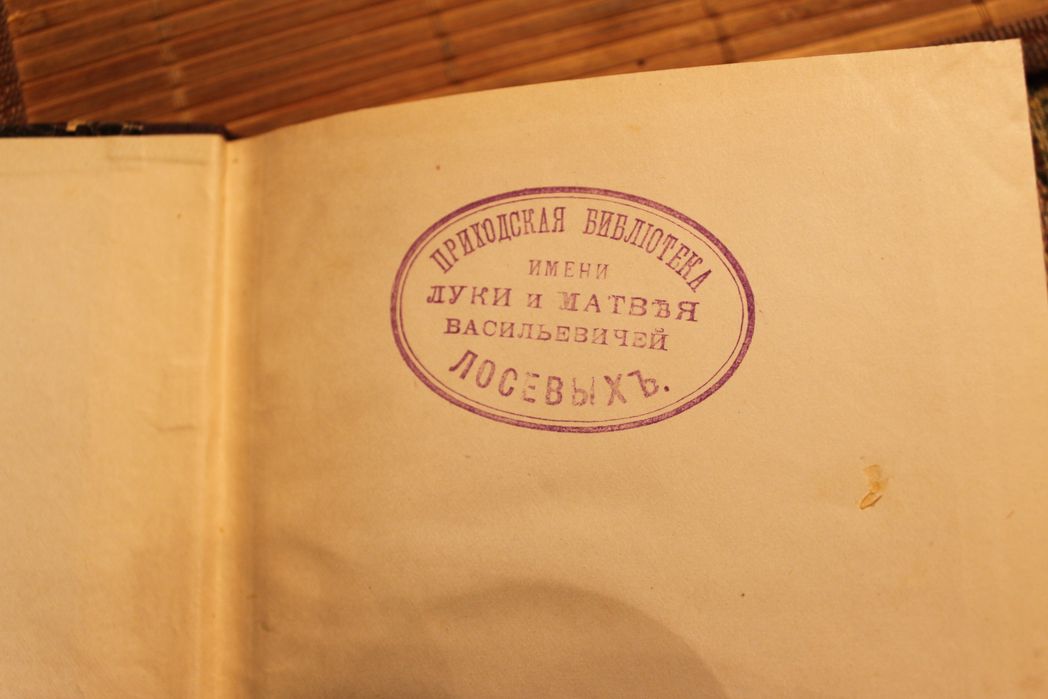 ПРИХОДСКАЯ БИБЛІОТЕКА
ИМЕНИ
ЛУКИ и МАТВѢЯ
ВАСИЛЬЕВИЧЕЙ
ЛОСЕВЫХЪ.